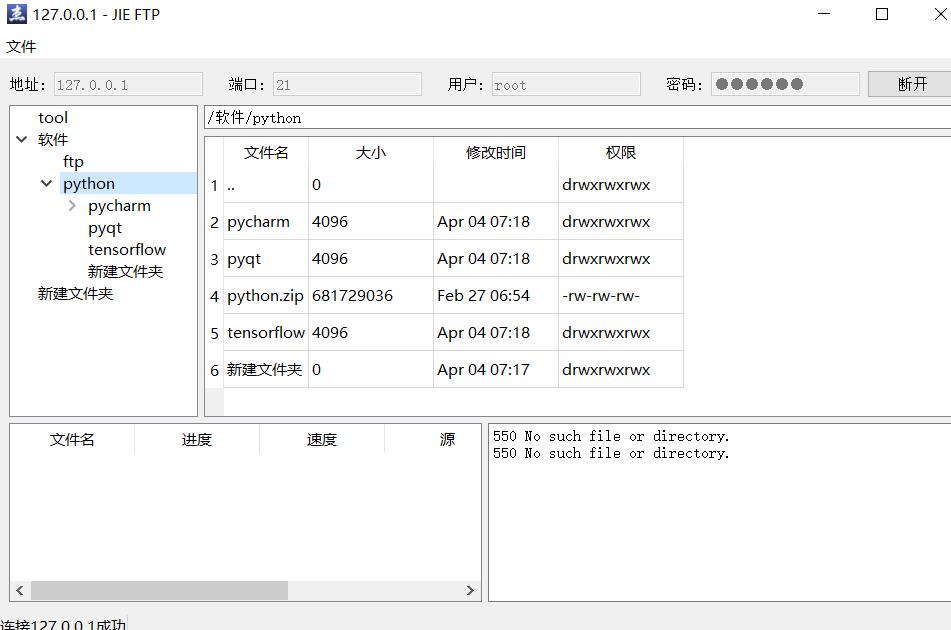 127.0.0.1 - JIE FTP
文件
地址: 127.0.0.1 端口: 21 用户: root 密码: ●●●●●● 断开
tool
软件
ftp
python
pycharm
pyqt
tensorflow
新建文件夹
新建文件夹
/软件/python
文件名 大小 修改时间 权限
1 .. 0 drwxrwxrwx
2 pycharm 4096 Apr 04 07:18 drwxrwxrwx
3 pyqt 4096 Apr 04 07:18 drwxrwxrwx
4 python.zip 681729036 Feb 27 06:54 -rw-rw-rw-
5 tensorflow 4096 Apr 04 07:18 drwxrwxrwx
6 新建文件夹 0 Apr 04 07:17 drwxrwxrwx
文件名 进度 速度 源
550 No such file or directory.
550 No such file or directory.
连接127.0.0.1成功